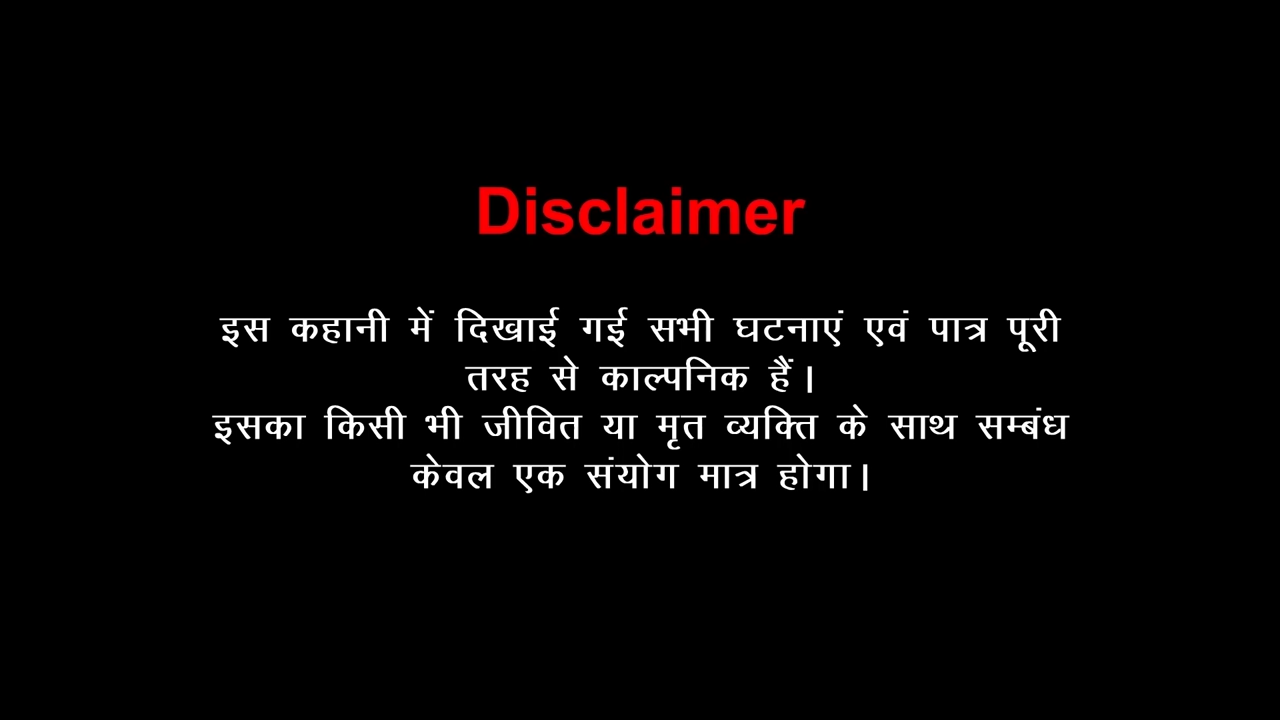 Disclaimer
इस कहानी में दिखाई गई सभी घटनाएं एवं पात्र पूरी
तरह से काल्पनिक हैं।
इसका किसी भी जीवित या मृत व्यक्ति के साथ सम्बंध
केवल एक संयोग मात्र होगा।